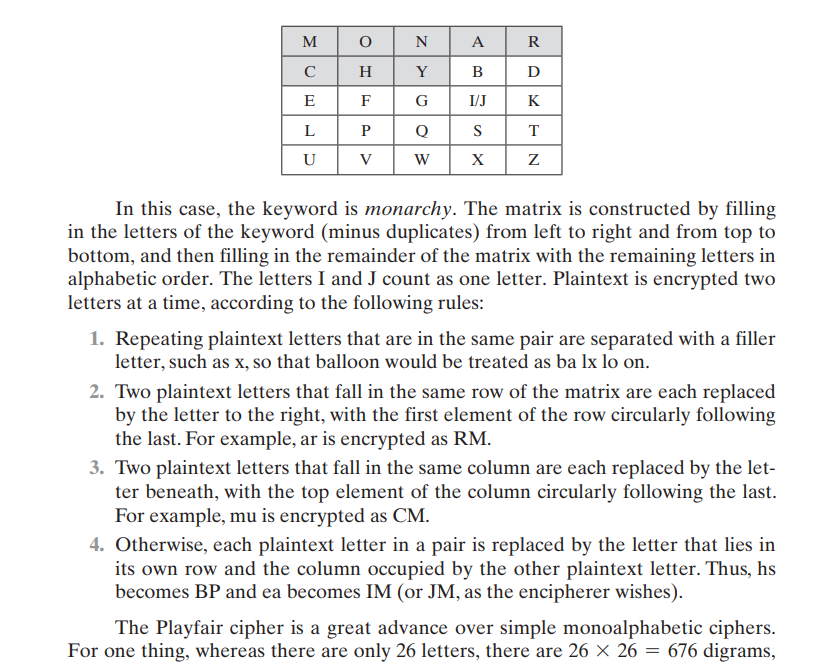 M O N A R
C H Y B D
E F G I/J K
L P Q S T
U V W X Z
In this case, the keyword is monarchy. The matrix is constructed by filling
in the letters of the keyword (minus duplicates) from left to right and from top to
bottom, and then filling in the remainder of the matrix with the remaining letters in
alphabetic order. The letters I and J count as one letter. Plaintext is encrypted two
letters at a time, according to the following rules:
1. Repeating plaintext letters that are in the same pair are separated with a filler
letter, such as x, so that balloon would be treated as ba lx lo on.
2. Two plaintext letters that fall in the same row of the matrix are each replaced
by the letter to the right, with the first element of the row circularly following
the last. For example, ar is encrypted as RM.
3. Two plaintext letters that fall in the same column are each replaced by the let-
ter beneath, with the top element of the column circularly following the last.
For example, mu is encrypted as CM.
4. Otherwise, each plaintext letter in a pair is replaced by the letter that lies in
its own row and the column occupied by the other plaintext letter. Thus, hs
becomes BP and ea becomes IM (or JM, as the encipherer wishes).
The Playfair cipher is a great advance over simple monoalphabetic ciphers.
For one thing, whereas there are only 26 letters, there are 26 × 26 = 676 digrams,